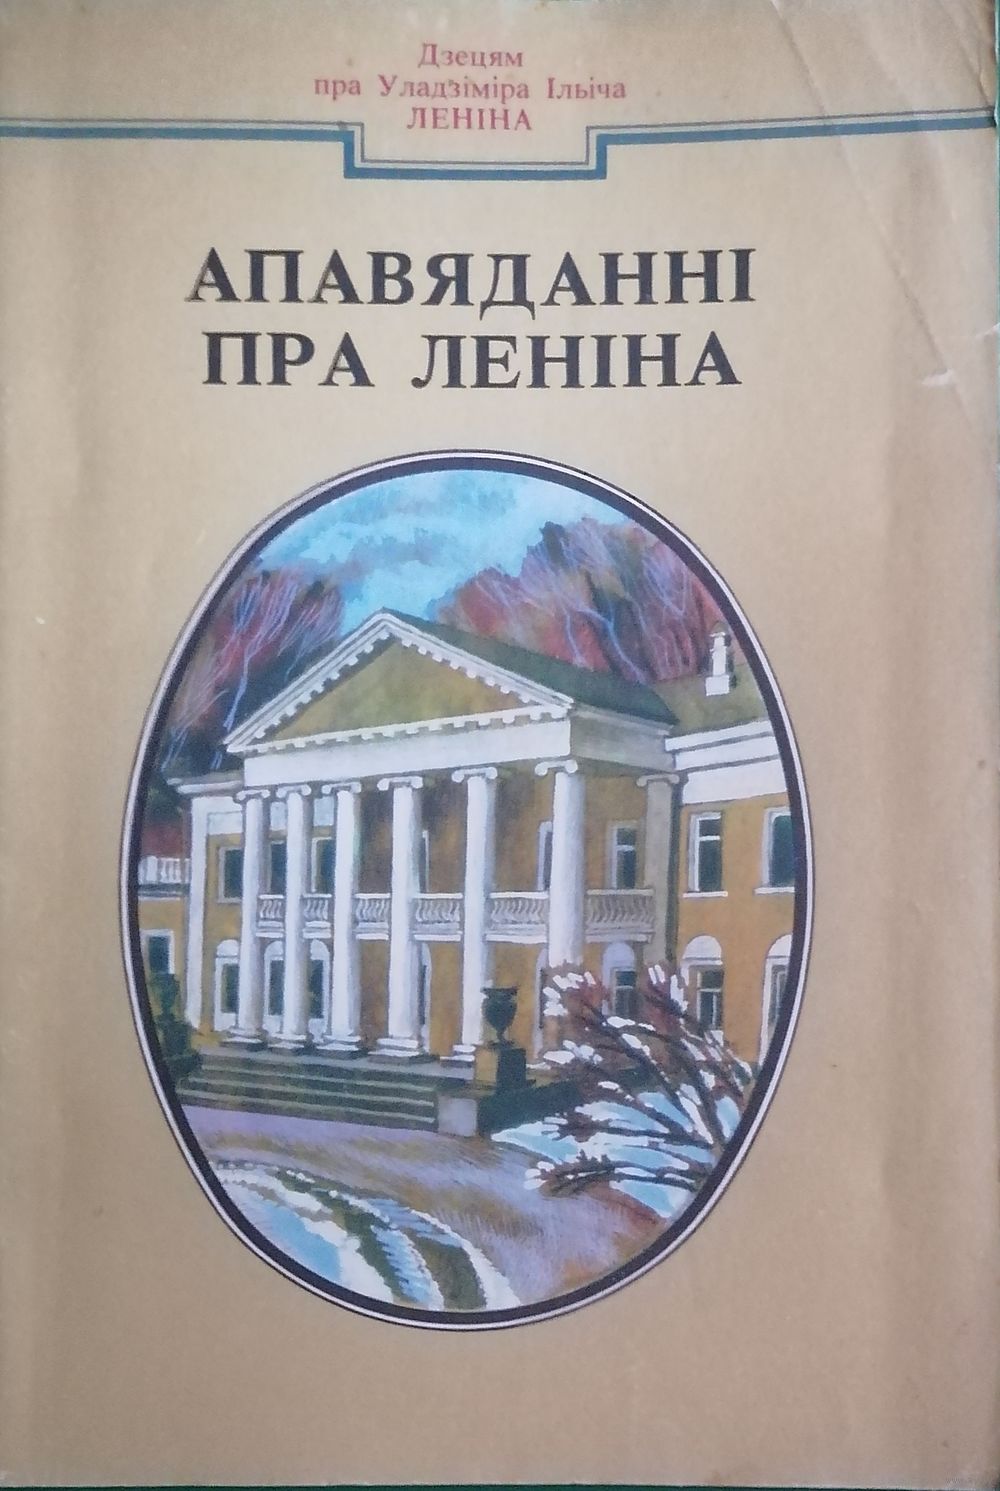 Дзецям
пра Уладзіміра Ільіча
ЛЕНІНА
АПАВЯДАННІ
ПРА ЛЕНІНА